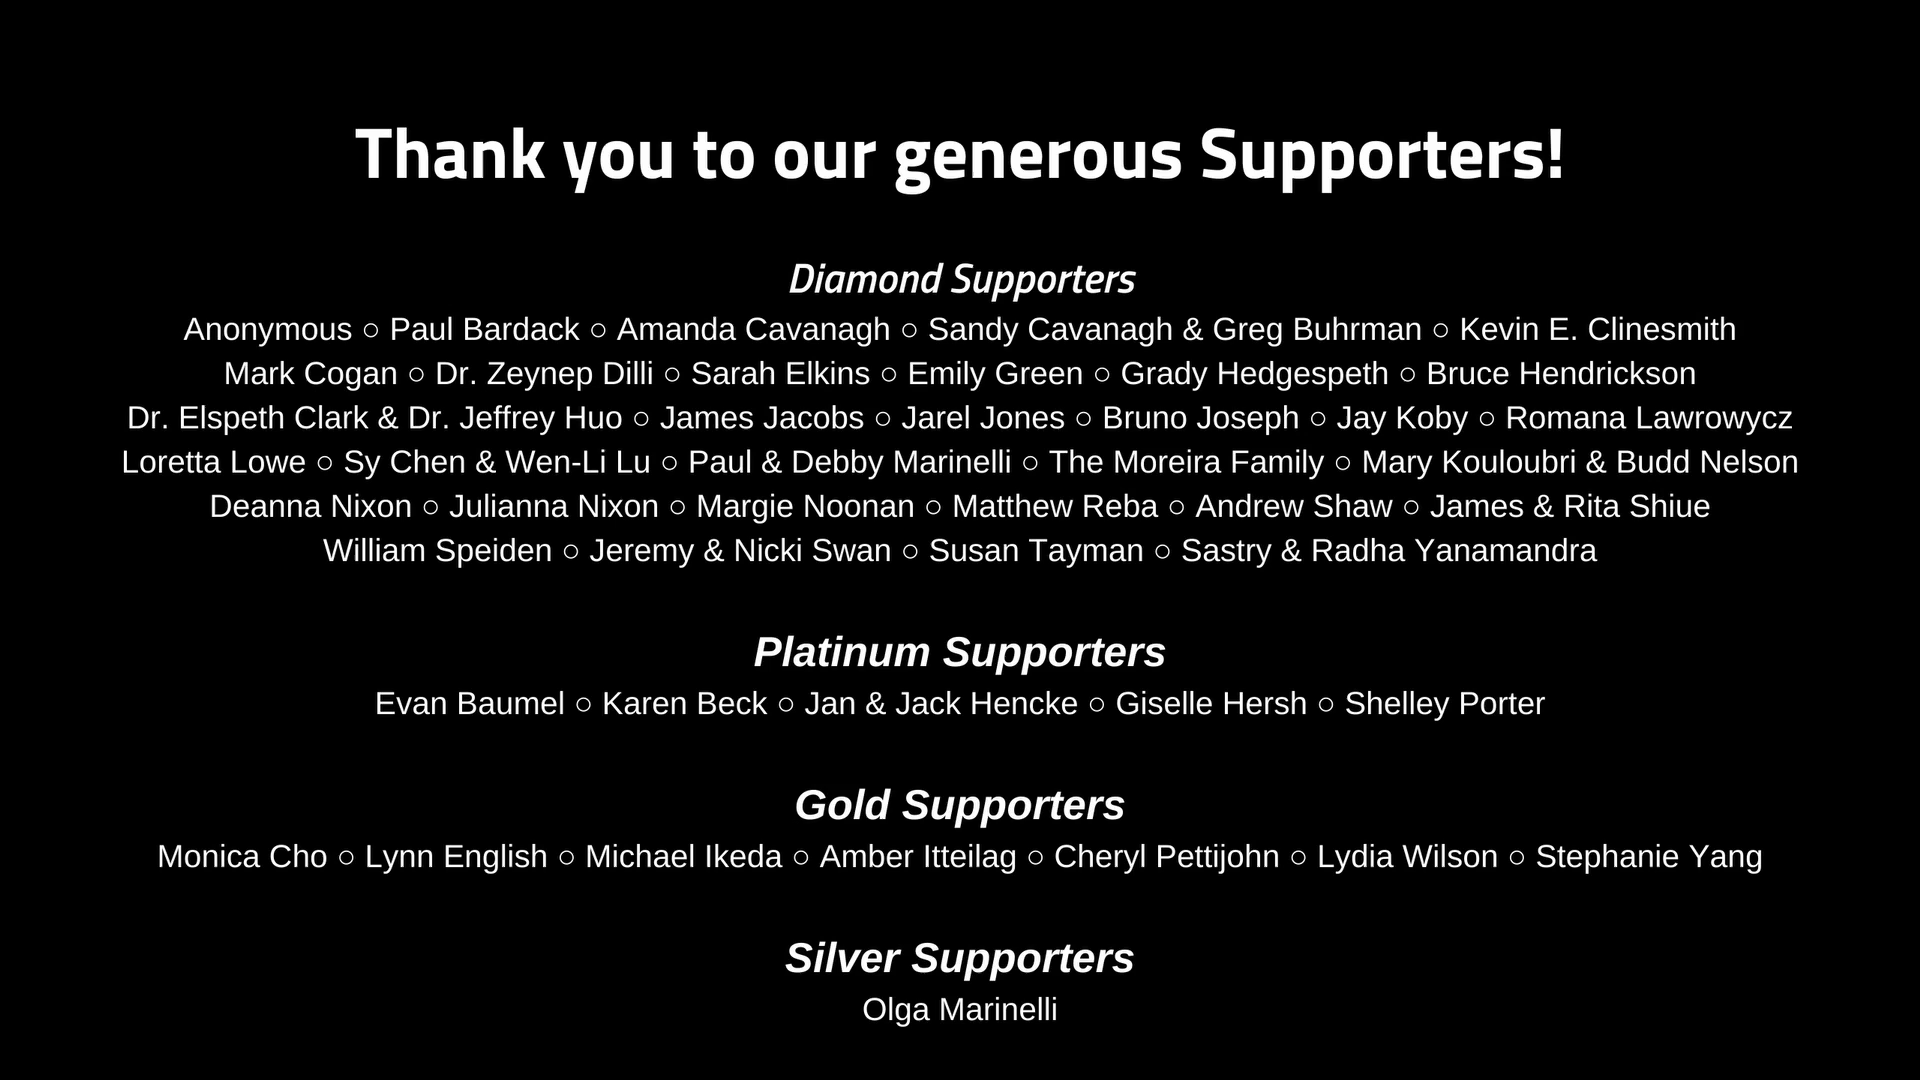 Thank you to our generous Supporters!
Diamond Supporters
Anonymous ○ Paul Bardack ○ Amanda Cavanagh ○ Sandy Cavanagh & Greg Buhrman ○ Kevin E. Clinesmith
Mark Cogan ○ Dr. Zeynep Dilli ○ Sarah Elkins ○ Emily Green ○ Grady Hedgespeth ○ Bruce Hendrickson
Dr. Elspeth Clark & Dr. Jeffrey Huo ○ James Jacobs ○ Jarel Jones ○ Bruno Joseph ○ Jay Koby ○ Romana Lawrowycz
Loretta Lowe ○ Sy Chen & Wen-Li Lu ○ Paul & Debby Marinelli ○ The Moreira Family ○ Mary Kouloubri & Budd Nelson
Deanna Nixon ○ Julianna Nixon ○ Margie Noonan ○ Matthew Reba ○ Andrew Shaw ○ James & Rita Shiue
William Speiden ○ Jeremy & Nicki Swan ○ Susan Tayman ○ Sastry & Radha Yanamandra
Platinum Supporters
Evan Baumel ○ Karen Beck ○ Jan & Jack Hencke ○ Giselle Hersh ○ Shelley Porter
Gold Supporters
Monica Cho ○ Lynn English ○ Michael Ikeda ○ Amber Itteilag ○ Cheryl Pettijohn ○ Lydia Wilson ○ Stephanie Yang
Silver Supporters
Olga Marinelli